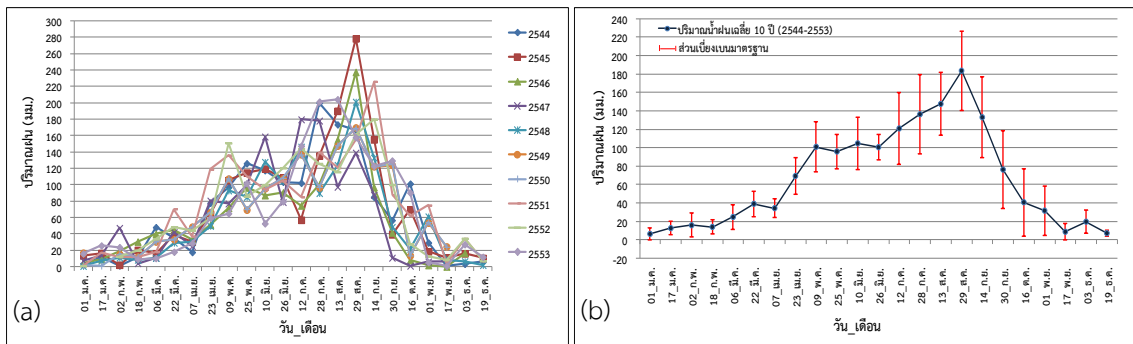 300
280
260
240
220
200
180
160
140
120
100
80
60
40
20
0
ปริมาณฝน (มม.)
01_ม.ค.
17_ม.ค.
02_ก.พ.
18_ก.พ.
06_มี.ค.
22_มี.ค.
07_เม.ย.
23_เม.ย.
09_พ.ค.
25_พ.ค.
10_มิ.ย.
26_มิ.ย.
12_ก.ค.
28_ก.ค.
13_ส.ค.
29_ส.ค.
14_ก.ย.
30_ก.ย.
16_ต.ค.
01_พ.ย.
17_พ.ย.
03_ธ.ค.
19_ธ.ค.
วัน_เดือน
2544
2545
2546
2547
2548
2549
2550
2551
2552
2553
(a)
240
220
200
180
160
140
120
100
80
60
40
20
0
-20
ปริมาณฝน (มม.)
ปริมาณน้ำฝนเฉลี่ย 10 ปี (2544-2553)
ส่วนเบี่ยงเบนมาตรฐาน
01_ม.ค.
17_ม.ค.
02_ก.พ.
18_ก.พ.
06_มี.ค.
22_มี.ค.
07_เม.ย.
23_เม.ย.
09_พ.ค.
25_พ.ค.
10_มิ.ย.
26_มิ.ย.
12_ก.ค.
28_ก.ค.
13_ส.ค.
29_ส.ค.
14_ก.ย.
30_ก.ย.
16_ต.ค.
01_พ.ย.
17_พ.ย.
03_ธ.ค.
19_ธ.ค.
วัน_เดือน
(b)